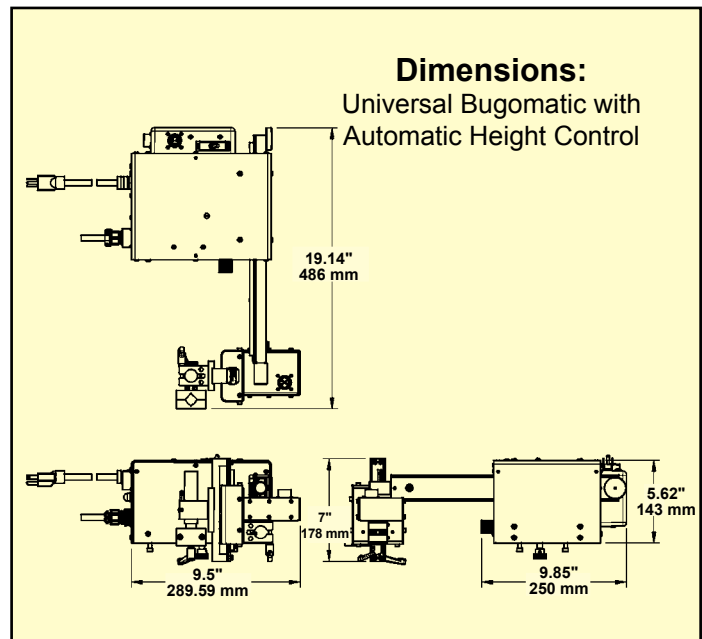 Dimensions:
Universal Bugomatic with
Automatic Height Control
19.14"
486 mm
7"
178 mm
5.62"
143 mm
9.5"
289.59 mm
9.85"
250 mm